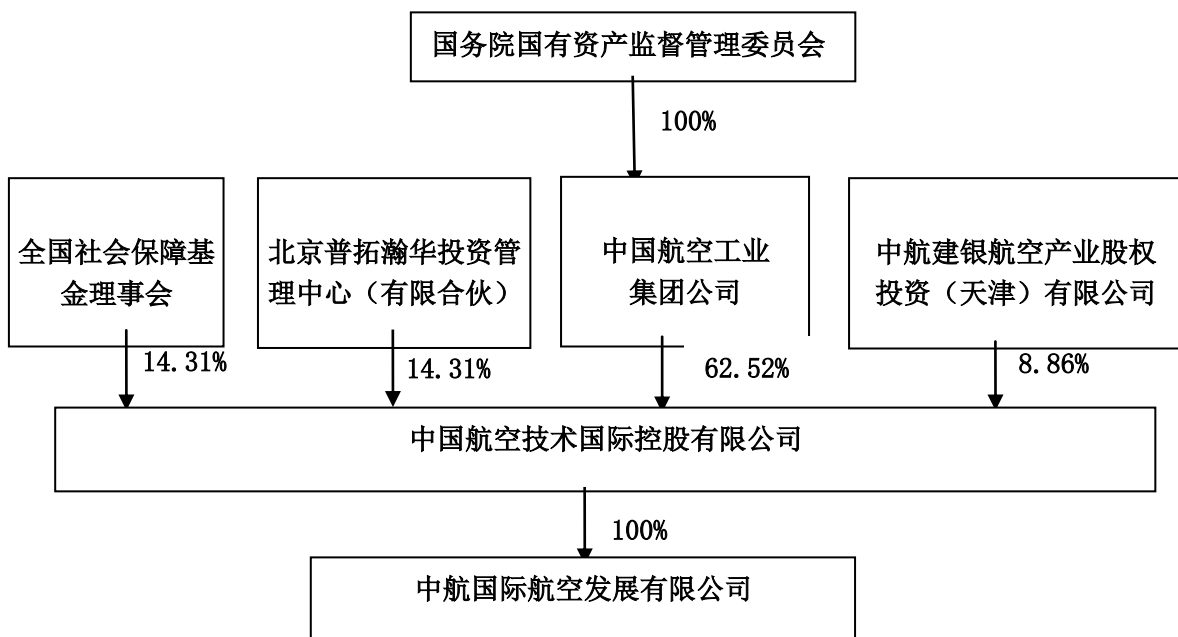 国务院国有资产监督管理委员会
100%
全国社会保障基
金理事会
北京普拓瀚华投资管
理中心（有限合伙）
中国航空工业
集团公司
中航建银航空产业股权
投资（天津）有限公司
14.31%
14.31%
62.52%
8.86%
中国航空技术国际控股有限公司
100%
中航国际航空发展有限公司